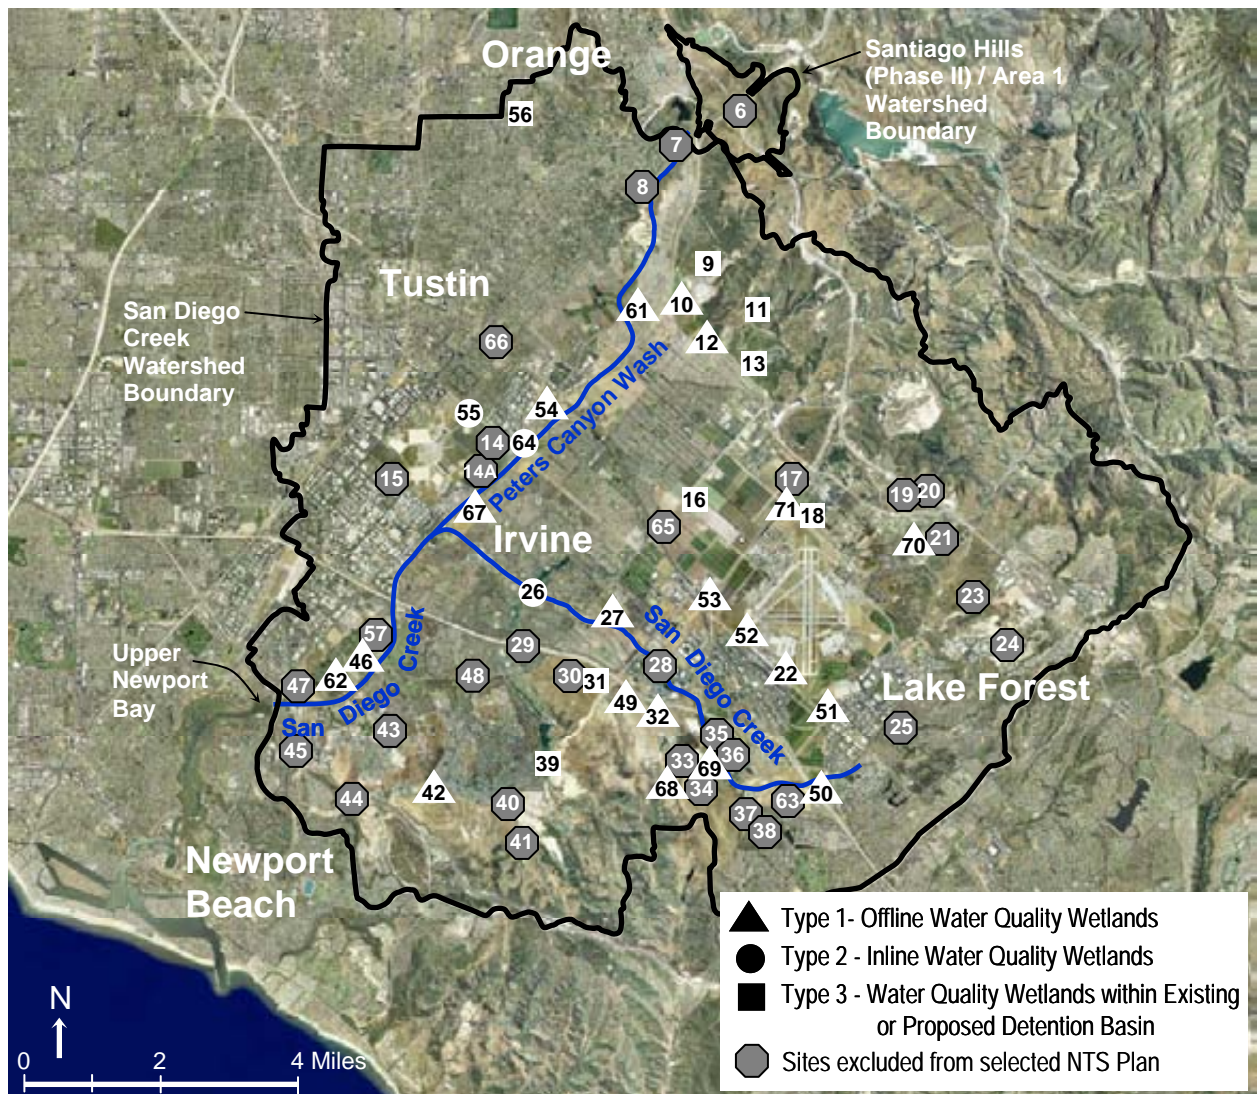 Orange
Santiago Hills
(Phase II) / Area 1
Watershed
Boundary
56
6
7
8
9
Tustin
61
10
11
San Diego
Creek
Watershed
Boundary
12
66
13
Peters Canyon Wash
55
54
14
64
14A
15
17
19
20
16
67
71
18
65
Irvine
70
21
26
53
23
27
57
52
24
San Diego Creek
29
Upper
Newport
Bay
46
28
62
48
30
31
22
47
Lake Forest
49
32
51
San Diego Creek
43
25
45
35
36
39
33
69
68
34
42
50
44
40
63
37
38
41
Newport
Beach
Type 1- Offline Water Quality Wetlands
Type 2 - Inline Water Quality Wetlands
Type 3 - Water Quality Wetlands within Existing
or Proposed Detention Basin
Sites excluded from selected NTS Plan
N
0 2 4 Miles